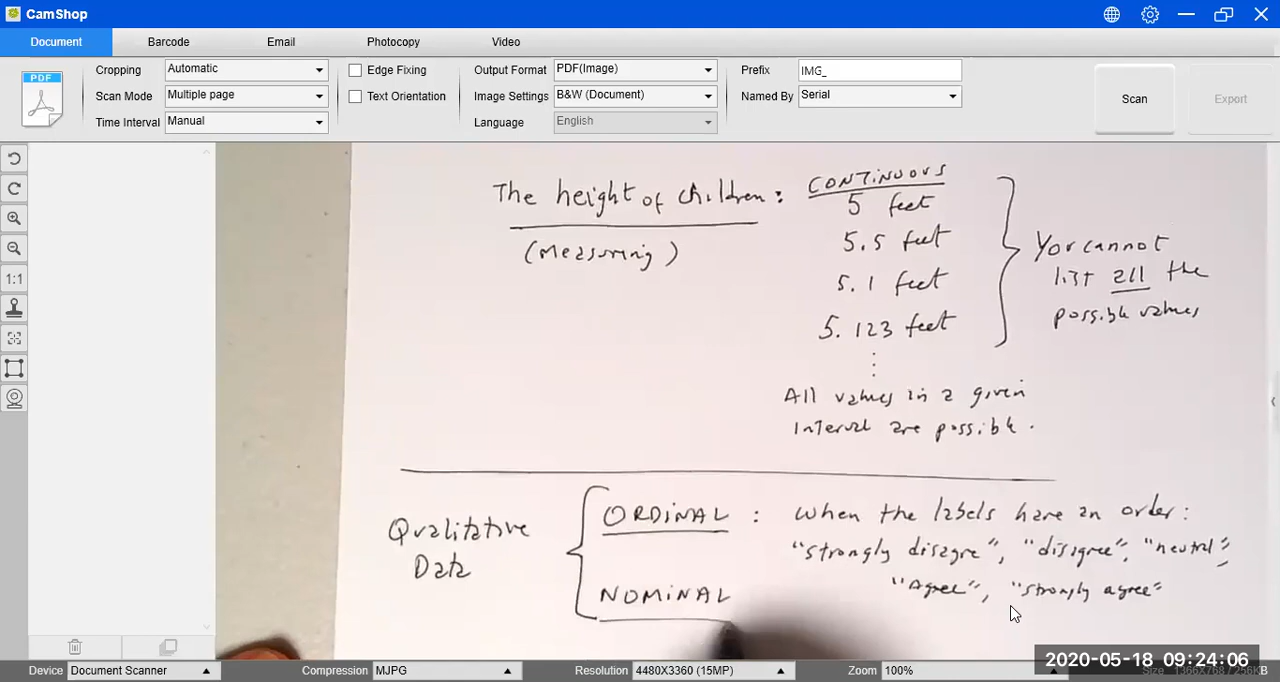 CamShop
Document Barcode Email Photocopy Video
PDF
Cropping Automatic
Scan Mode Multiple page
Time Interval Manual
Edge Fixing
Text Orientation
Output Format PDF(Image)
Image Settings B&W (Document)
Language English
Prefix IMG_
Named By Serial
Scan
Export
1:1
The height of children : CONTINUOUS
(Measuring)
5 feet
5.5 feet
5.1 feet
5.123 feet
You cannot
list all the
possible values
All values in a given
Interval are possible.
Qualitative
Data
ORDINAL : When the labels have an order:
"strongly disagre", "disagree", "neutral",
"Agree", "strongly agree"
NOMINAL
2020-05-18 09:24:06
Device Document Scanner Compression MJPG Resolution 4480X3360 (15MP) Zoom 100% Size 1366X768 / 256KB